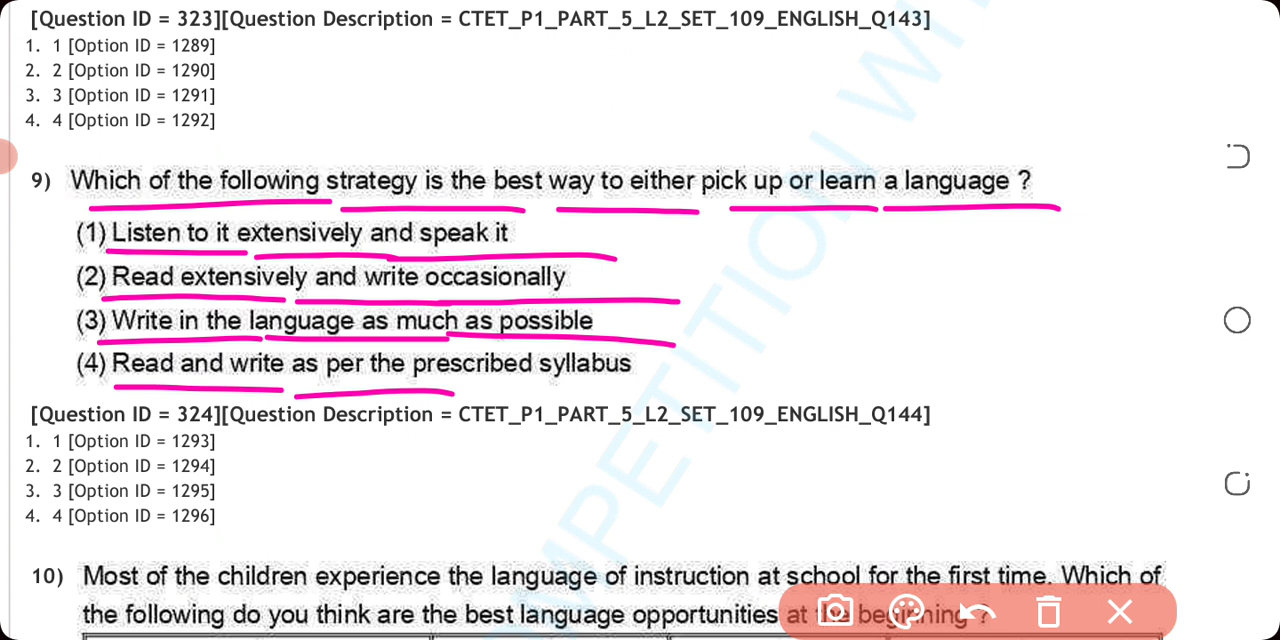 [Question ID = 323][Question Description = CTET_P1_PART_5_L2_SET_109_ENGLISH_Q143]
1. 1 [Option ID = 1289]
2. 2 [Option ID = 1290]
3. 3 [Option ID = 1291]
4. 4 [Option ID = 1292]
9) Which of the following strategy is the best way to either pick up or learn a language ?
(1) Listen to it extensively and speak it
(2) Read extensively and write occasionally
(3) Write in the language as much as possible
(4) Read and write as per the prescribed syllabus
[Question ID = 324][Question Description = CTET_P1_PART_5_L2_SET_109_ENGLISH_Q144]
1. 1 [Option ID = 1293]
2. 2 [Option ID = 1294]
3. 3 [Option ID = 1295]
4. 4 [Option ID = 1296]
10) Most of the children experience the language of instruction at school for the first time. Which of
the following do you think are the best language opportunities at the beginning ?